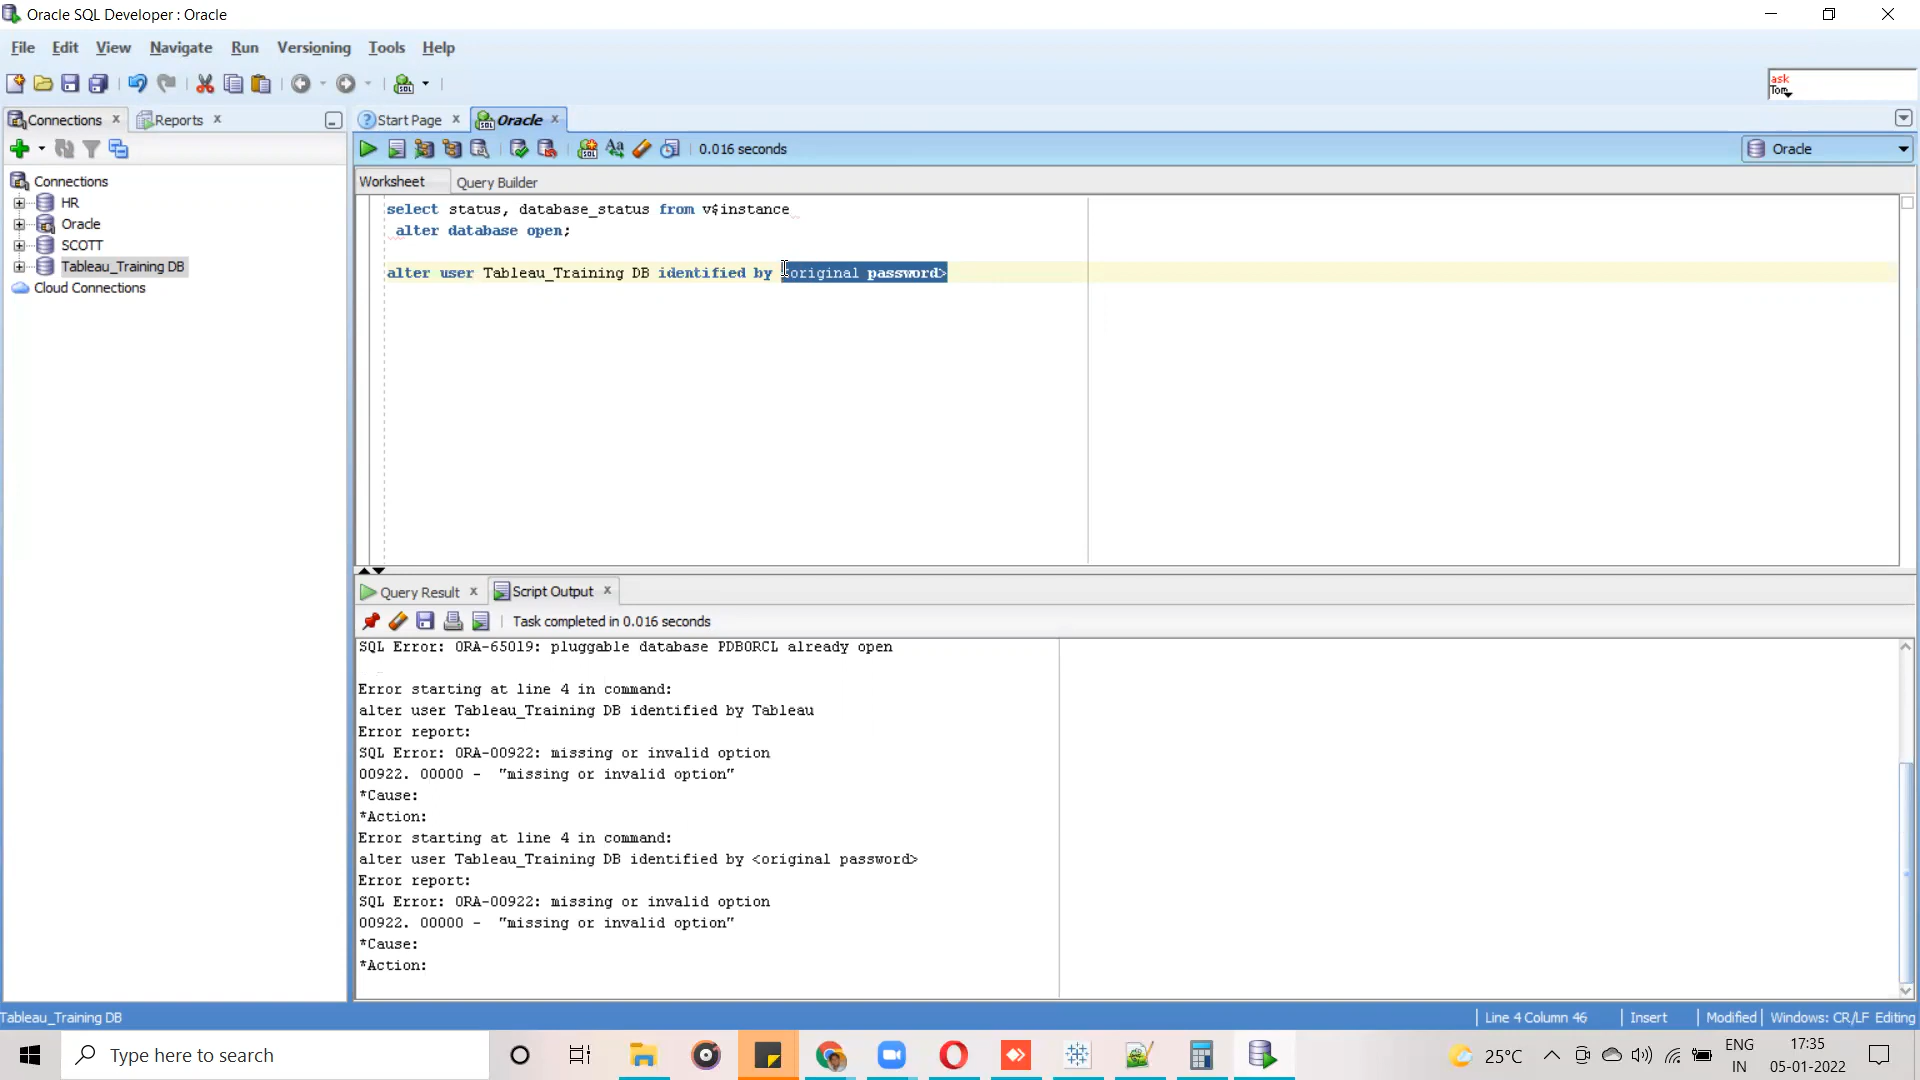 Oracle SQL Developer : Oracle
File Edit View Navigate Run Versioning Tools Help
ask
Tom
Connections Reports
Start Page Oracle
0.016 seconds
Oracle
Worksheet Query Builder
Connections
HR
Oracle
SCOTT
Tableau_Training DB
Cloud Connections
select status, database_status from v$instance
alter database open;
alter user Tableau_Training DB identified by <original password>
Query Result Script Output
Task completed in 0.016 seconds
SQL Error: ORA-65019: pluggable database PDBORCL already open
Error starting at line 4 in command:
alter user Tableau_Training DB identified by Tableau
Error report:
SQL Error: ORA-00922: missing or invalid option
00922. 00000 - "missing or invalid option"
*Cause:
*Action:
Error starting at line 4 in command:
alter user Tableau_Training DB identified by <original password>
Error report:
SQL Error: ORA-00922: missing or invalid option
00922. 00000 - "missing or invalid option"
*Cause:
*Action:
Tableau_Training DB
Line 4 Column 46 Insert Modified Windows: CR/LF Editing
Type here to search
25°C
ENG
IN
17:35
05-01-2022